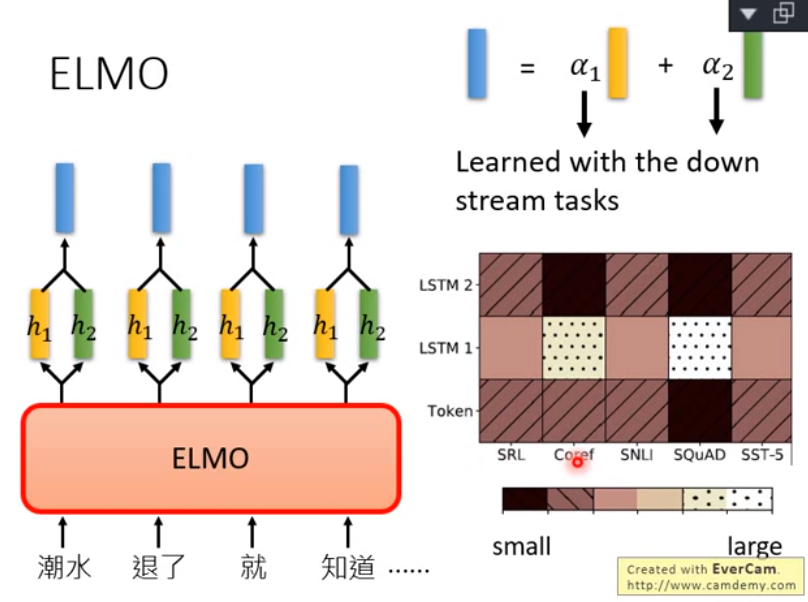 ELMO
= α1 + α2
Learned with the down
stream tasks
h1 h2 h1 h2 h1 h2 h1 h2
ELMO
潮水 退了 就 知道 ......
LSTM 2
LSTM 1
Token
SRL Coref SNLI SQuAD SST-5
small large
Created with EverCam.
http://www.camdemy.com